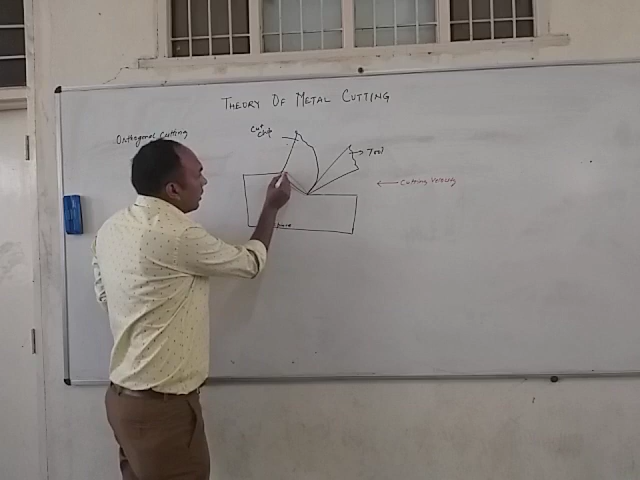 THEORY OF METAL CUTTING
Orthogonal Cutting
Cut
Chip
Tool
Cutting Velocity